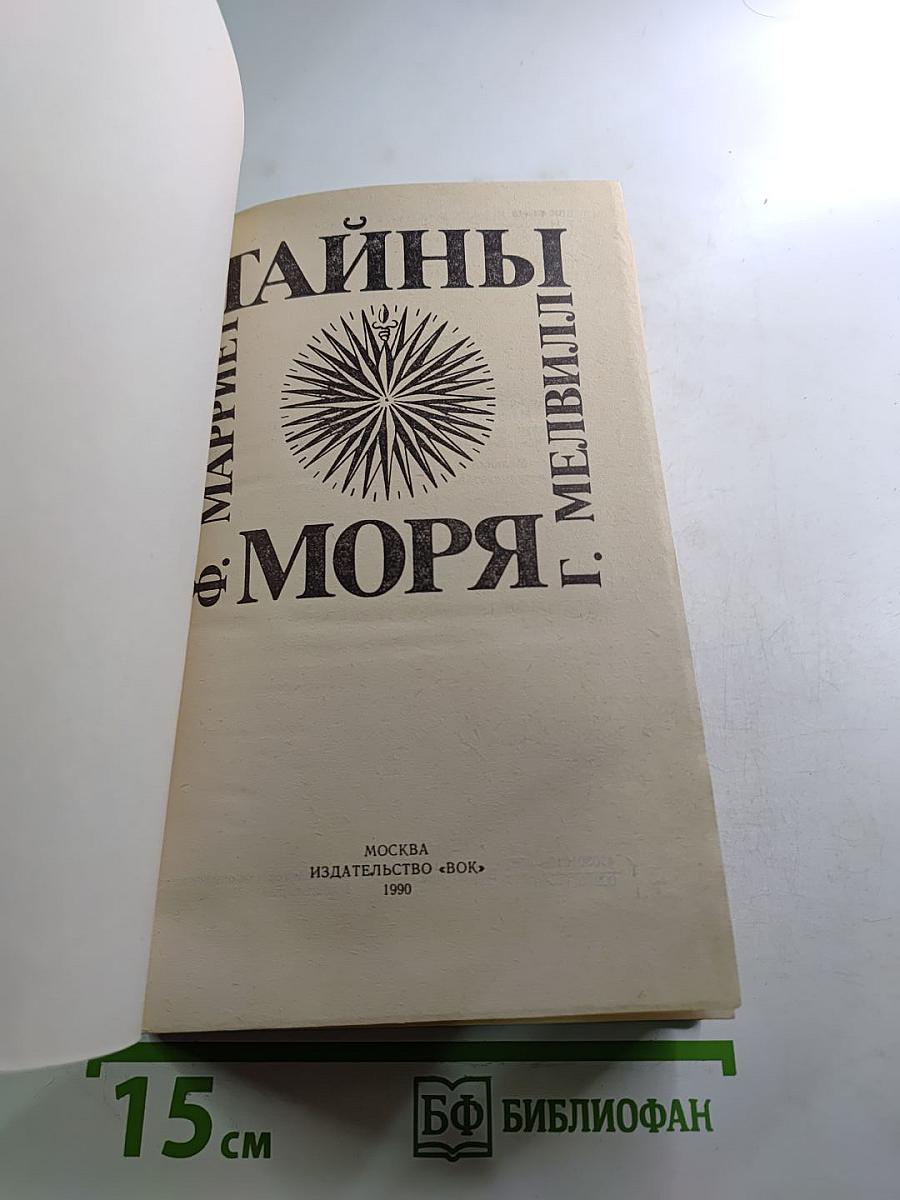 ТАЙНЫ
Ф. МАРРИЕТ
Г. МЕЛВИЛЛ
МОРЯ
МОСКВА
ИЗДАТЕЛЬСТВО «ВОК»
1990
15 см
БФ БИБЛИОФАН